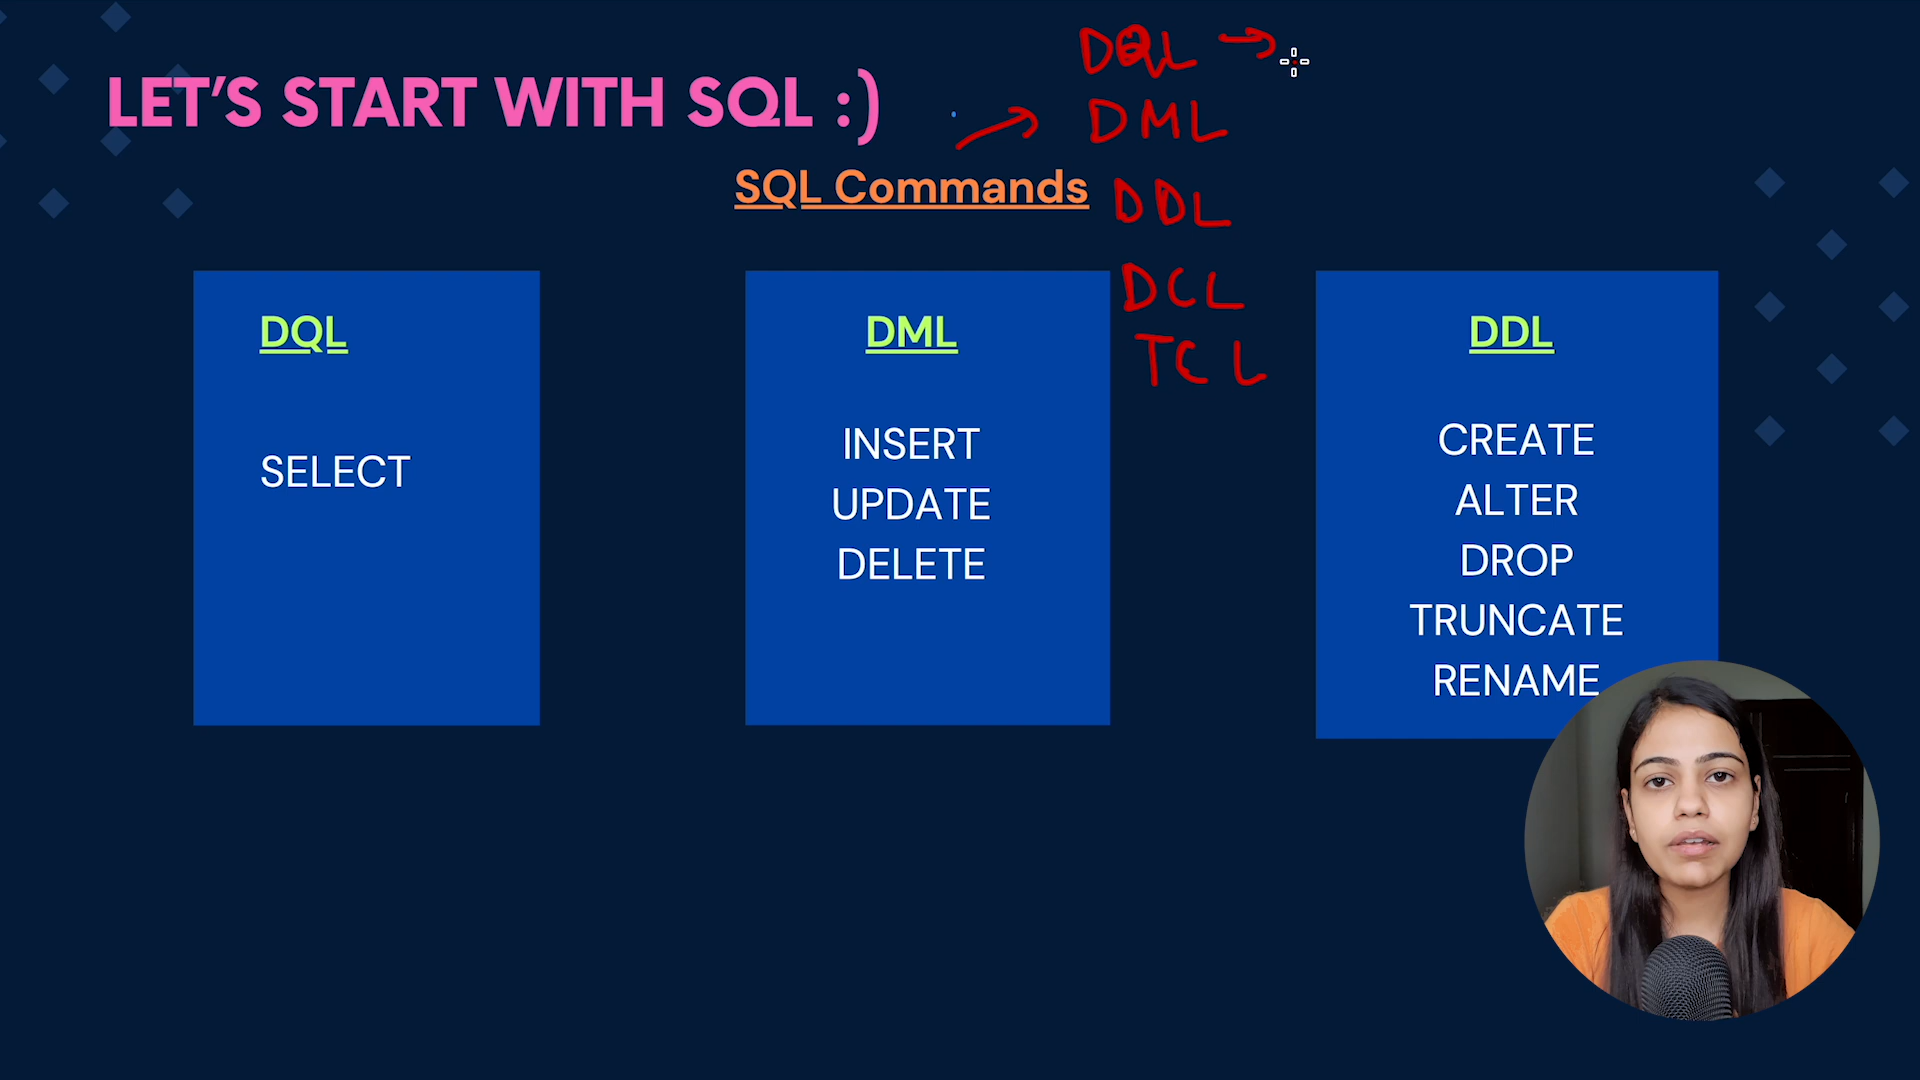 LET'S START WITH SQL :)
SQL Commands
DQL →
DML
DDL
DCL
TCL
DQL
SELECT
DML
INSERT
UPDATE
DELETE
DDL
CREATE
ALTER
DROP
TRUNCATE
RENAME